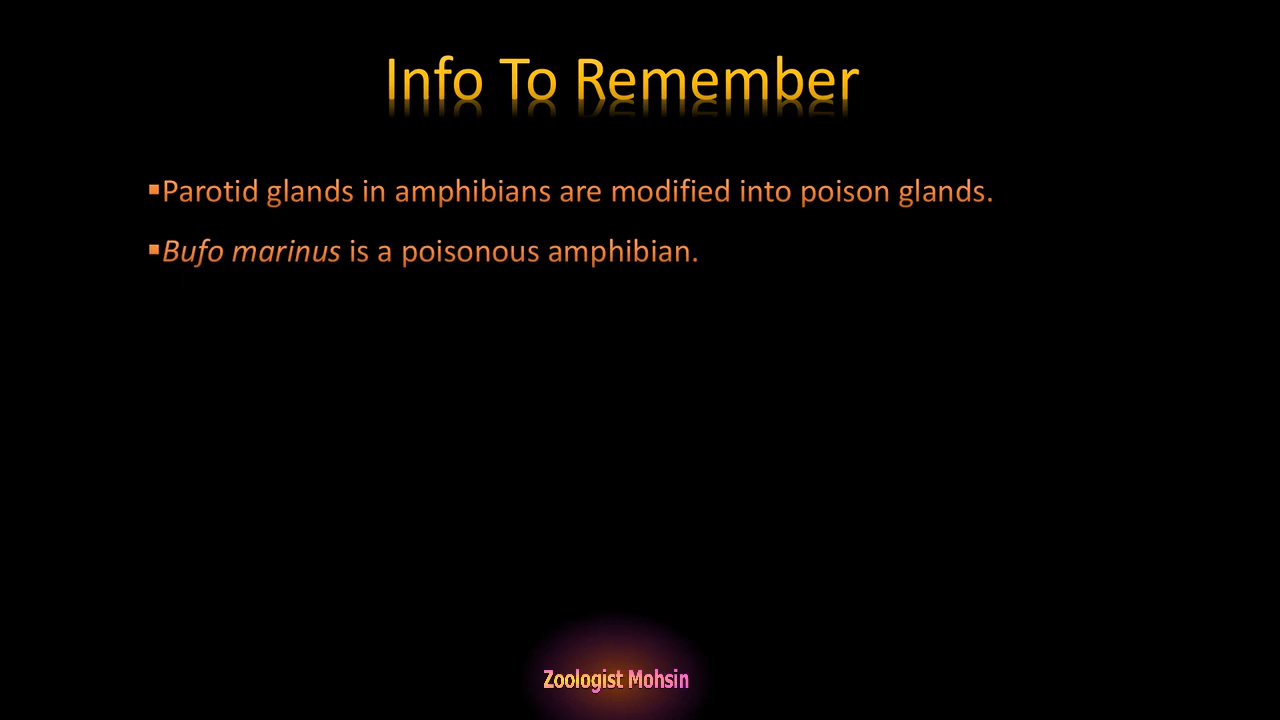 Info To Remember
▪Parotid glands in amphibians are modified into poison glands.
▪Bufo marinus is a poisonous amphibian.
Zoologist Mohsin